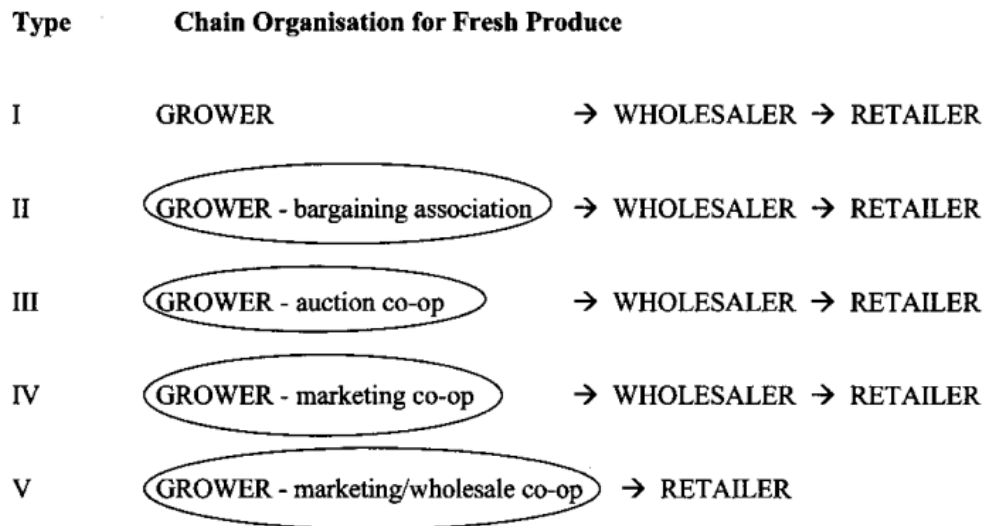 Type Chain Organisation for Fresh Produce
I GROWER → WHOLESALER → RETAILER
II GROWER - bargaining association → WHOLESALER → RETAILER
III GROWER - auction co-op → WHOLESALER → RETAILER
IV GROWER - marketing co-op → WHOLESALER → RETAILER
V GROWER - marketing/wholesale co-op → RETAILER